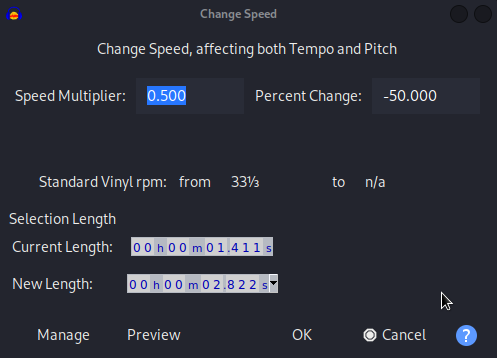 Change Speed
Change Speed, affecting both Tempo and Pitch
Speed Multiplier: 0.500 Percent Change: -50.000
Standard Vinyl rpm: from 33⅓ to n/a
Selection Length
Current Length: 00h00m01.411s
New Length: 00h00m02.822s
Manage Preview OK Cancel ?